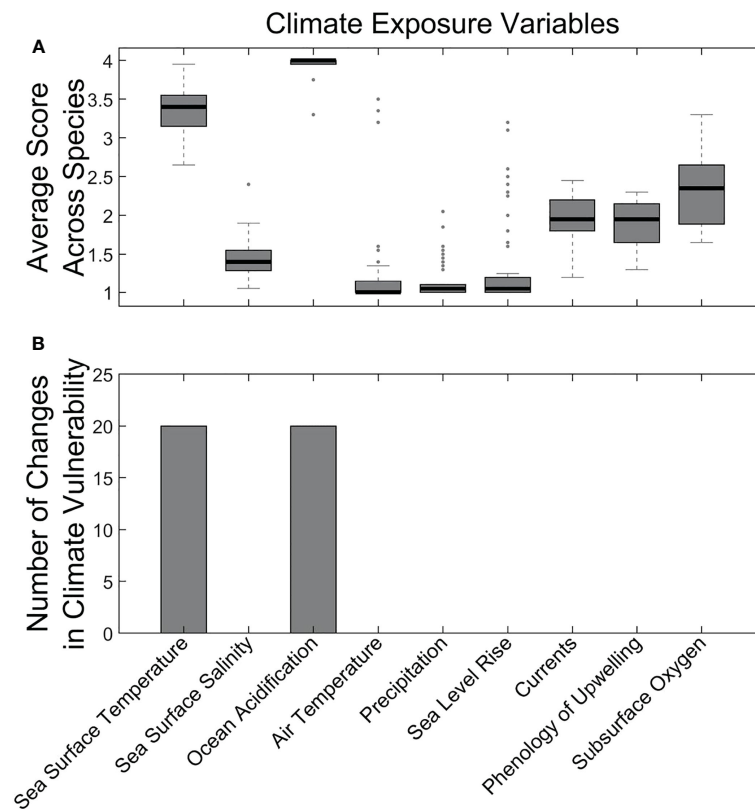 Climate Exposure Variables
A
Average Score
Across Species
4
3.5
3
2.5
2
1.5
1
B
Number of Changes
in Climate Vulnerability
25
20
15
10
5
0
Sea Surface Temperature
Sea Surface Salinity
Ocean Acidification
Air Temperature
Precipitation
Sea Level Rise
Currents
Phenology of Upwelling
Subsurface Oxygen